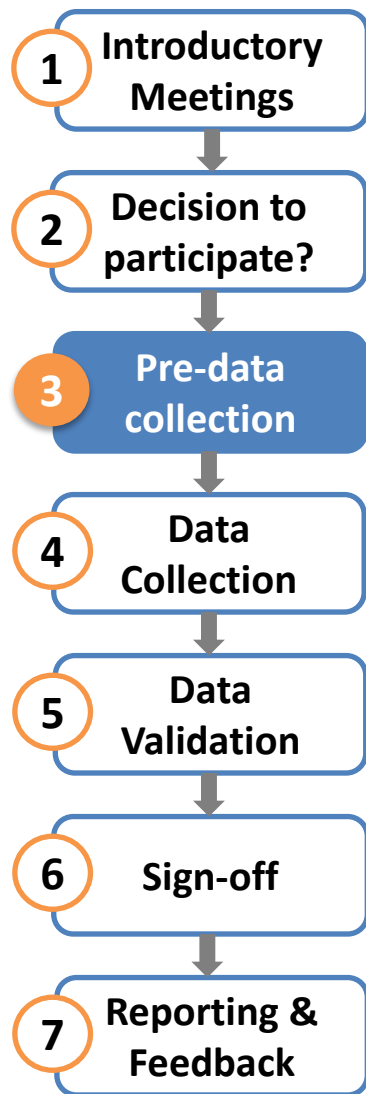 1
Introductory
Meetings
2
Decision to
participate?
3
Pre-data
collection
4
Data
Collection
5
Data
Validation
6
Sign-off
7
Reporting &
Feedback